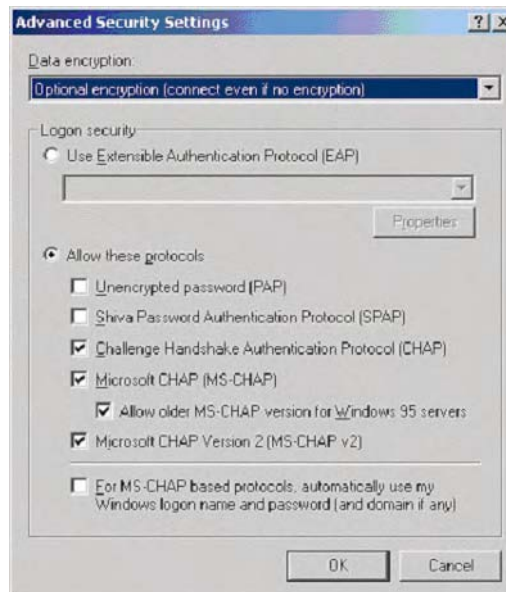 Advanced Security Settings
Data encryption:
Optional encryption (connect even if no encryption)
Logon security
Use Extensible Authentication Protocol (EAP)
Properties
Allow these protocols
Unencrypted password (PAP)
Shiva Password Authentication Protocol (SPAP)
Challenge Handshake Authentication Protocol (CHAP)
Microsoft CHAP (MS-CHAP)
Allow older MS-CHAP version for Windows 95 servers
Microsoft CHAP Version 2 (MS-CHAP v2)
For MS-CHAP based protocols, automatically use my
Windows logon name and password (and domain if any)
OK Cancel